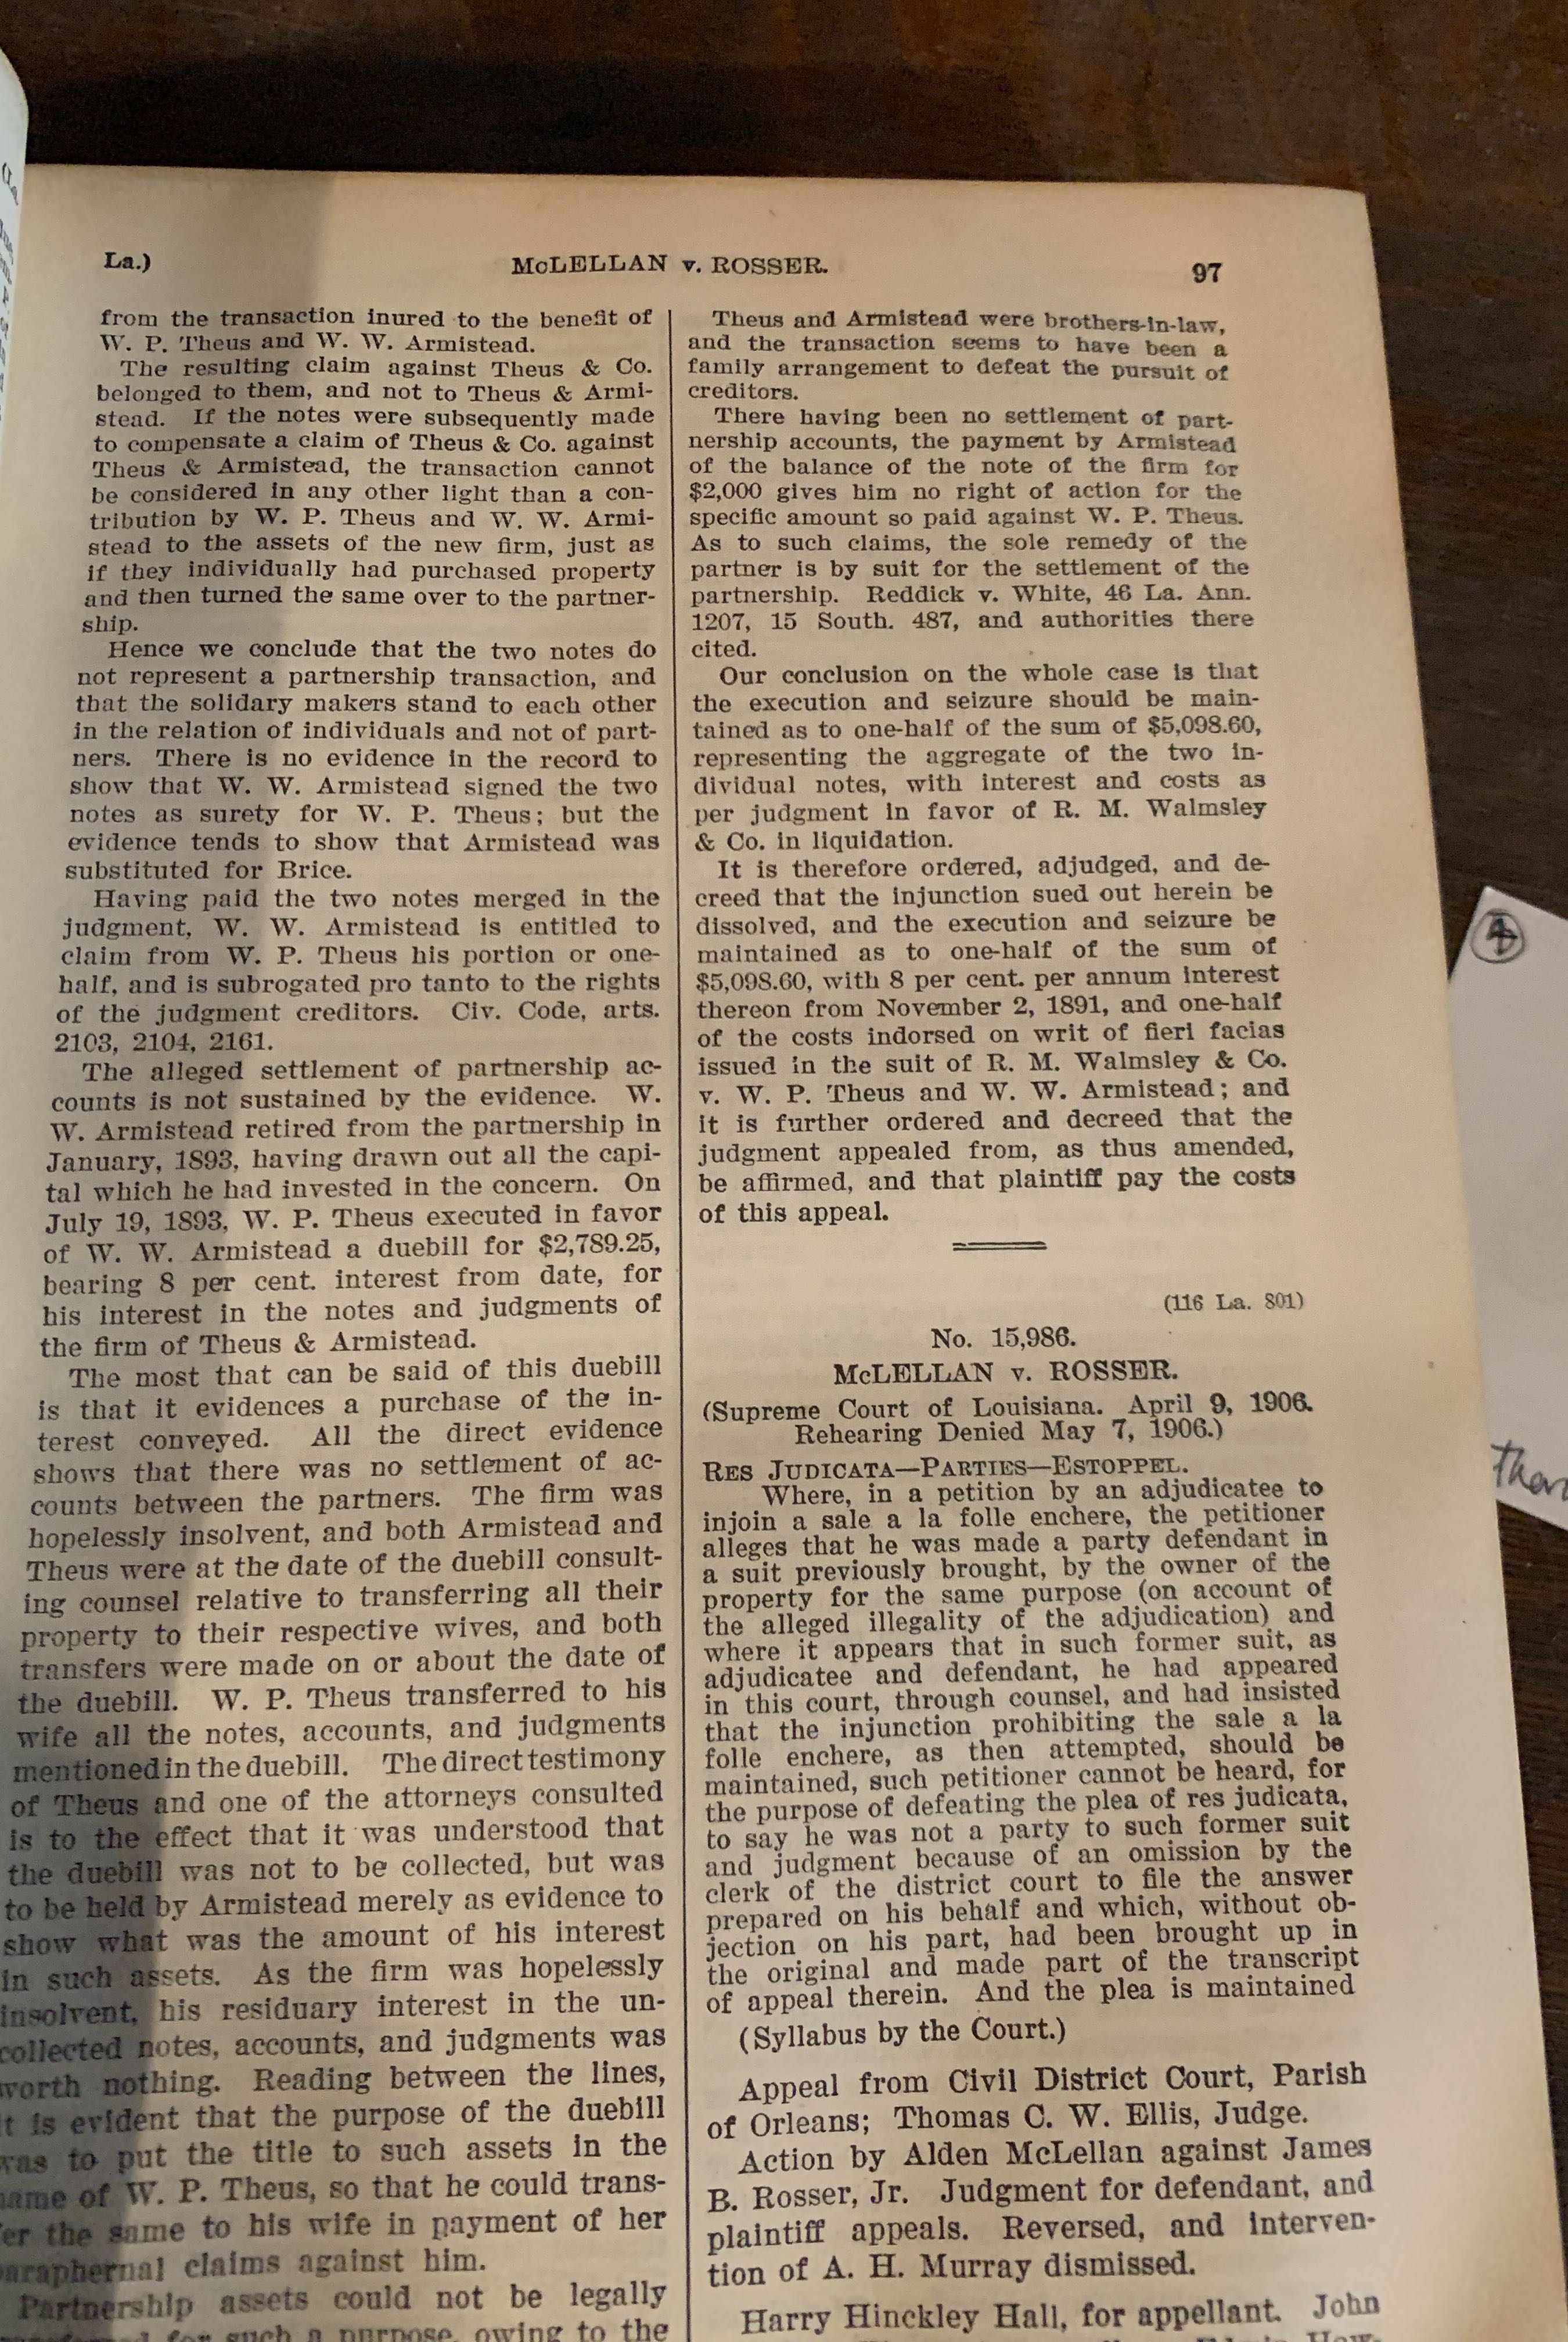 La.)
McLELLAN v. ROSSER.
97
from the transaction inured to the benefit of
W. P. Theus and W. W. Armistead.
The resulting claim against Theus & Co.
belonged to them, and not to Theus & Armi-
stead. If the notes were subsequently made
to compensate a claim of Theus & Co. against
Theus & Armistead, the transaction cannot
be considered in any other light than a con-
tribution by W. P. Theus and W. W. Armi-
stead to the assets of the new firm, just as
if they individually had purchased property
and then turned the same over to the partner-
ship.
Hence we conclude that the two notes do
not represent a partnership transaction, and
that the solidary makers stand to each other
in the relation of individuals and not of part-
ners. There is no evidence in the record to
show that W. W. Armistead signed the two
notes as surety for W. P. Theus; but the
evidence tends to show that Armistead was
substituted for Brice.
Having paid the two notes merged in the
judgment, W. W. Armistead is entitled to
claim from W. P. Theus his portion or one-
half, and is subrogated pro tanto to the rights
of the judgment creditors. Civ. Code, arts.
2103, 2104, 2161.
The alleged settlement of partnership ac-
counts is not sustained by the evidence. W.
W. Armistead retired from the partnership in
January, 1893, having drawn out all the capi-
tal which he had invested in the concern. On
July 19, 1893, W. P. Theus executed in favor
of W. W. Armistead a duebill for $2,789.25,
bearing 8 per cent. interest from date, for
his interest in the notes and judgments of
the firm of Theus & Armistead.
The most that can be said of this duebill
is that it evidences a purchase of the in-
terest conveyed. All the direct evidence
shows that there was no settlement of ac-
counts between the partners. The firm was
hopelessly insolvent, and both Armistead and
Theus were at the date of the duebill consult-
ing counsel relative to transferring all their
property to their respective wives, and both
transfers were made on or about the date of
the duebill. W. P. Theus transferred to his
wife all the notes, accounts, and judgments
mentioned in the duebill. The direct testimony
of Theus and one of the attorneys consulted
is to the effect that it was understood that
the duebill was not to be collected, but was
to be held by Armistead merely as evidence to
show what was the amount of his interest
in such assets. As the firm was hopelessly
insolvent, his residuary interest in the un-
collected notes, accounts, and judgments was
worth nothing. Reading between the lines,
it is evident that the purpose of the duebill
was to put the title to such assets in the
name of W. P. Theus, so that he could trans-
fer the same to his wife in payment of her
paraphernal claims against him.
Partnership assets could not be legally
for such a purpose, owing to the
Theus and Armistead were brothers-in-law,
and the transaction seems to have been a
family arrangement to defeat the pursuit of
creditors.
There having been no settlement of part-
nership accounts, the payment by Armistead
of the balance of the note of the firm for
$2,000 gives him no right of action for the
specific amount so paid against W. P. Theus.
As to such claims, the sole remedy of the
partner is by suit for the settlement of the
partnership. Reddick v. White, 46 La. Ann.
1207, 15 South. 487, and authorities there
cited.
Our conclusion on the whole case is that
the execution and seizure should be main-
tained as to one-half of the sum of $5,098.60,
representing the aggregate of the two in-
dividual notes, with interest and costs as
per judgment in favor of R. M. Walmsley
& Co. in liquidation.
It is therefore ordered, adjudged, and de-
creed that the injunction sued out herein be
dissolved, and the execution and seizure be
maintained as to one-half of the sum of
$5,098.60, with 8 per cent. per annum interest
thereon from November 2, 1891, and one-half
of the costs indorsed on writ of fieri facias
issued in the suit of R. M. Walmsley & Co.
v. W. P. Theus and W. W. Armistead; and
it is further ordered and decreed that the
judgment appealed from, as thus amended,
be affirmed, and that plaintiff pay the costs
of this appeal.
(116 La. 801)
No. 15,986.
McLELLAN v. ROSSER.
(Supreme Court of Louisiana. April 9, 1906.
Rehearing Denied May 7, 1906.)
RES JUDICATA—PARTIES—ESTOPPEL.
Where, in a petition by an adjudicatee to
injoin a sale a la folle enchere, the petitioner
alleges that he was made a party defendant in
a suit previously brought, by the owner of the
property for the same purpose (on account of
the alleged illegality of the adjudication) and
where it appears that in such former suit, as
adjudicatee and defendant, he had appeared
in this court, through counsel, and had insisted
that the injunction prohibiting the sale a la
folle enchere, as then attempted, should be
maintained, such petitioner cannot be heard, for
the purpose of defeating the plea of res judicata,
to say he was not a party to such former suit
and judgment because of an omission by the
clerk of the district court to file the answer
prepared on his behalf and which, without ob-
jection on his part, had been brought up in
the original and made part of the transcript
of appeal therein. And the plea is maintained
(Syllabus by the Court.)
Appeal from Civil District Court, Parish
of Orleans; Thomas C. W. Ellis, Judge.
Action by Alden McLellan against James
B. Rosser, Jr. Judgment for defendant, and
plaintiff appeals. Reversed, and interven-
tion of A. H. Murray dismissed.
Harry Hinckley Hall, for appellant. John
4